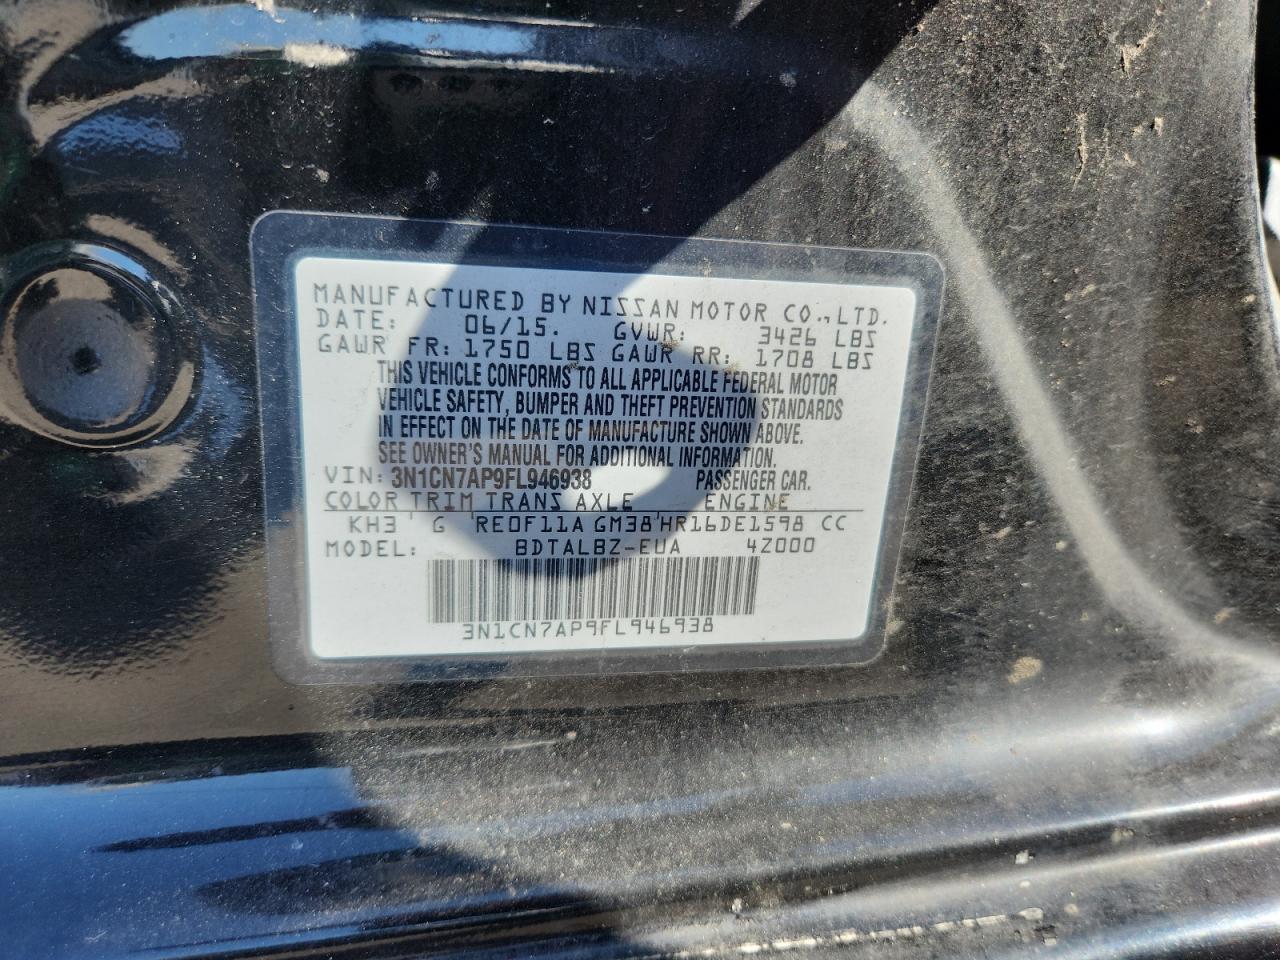 MANUFACTURED BY NISSAN MOTOR CO.,LTD.
DATE: 06/15. GVWR: 3426 LBS
GAWR FR: 1750 LBS GAWR RR: 1708 LBS
THIS VEHICLE CONFORMS TO ALL APPLICABLE FEDERAL MOTOR
VEHICLE SAFETY, BUMPER AND THEFT PREVENTION STANDARDS
IN EFFECT ON THE DATE OF MANUFACTURE SHOWN ABOVE.
SEE OWNER'S MANUAL FOR ADDITIONAL INFORMATION.
VIN: 3N1CN7AP9FL946938 PASSENGER CAR.
COLOR TRIM TRANS AXLE ENGINE
KH3 G RE0F11A GM38 HR16DE1598 CC
MODEL: BDTALBZ-EUA 4Z000
3N1CN7AP9FL946938